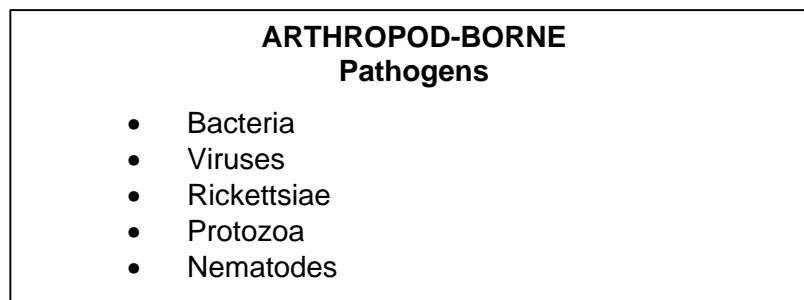 ARTHROPOD-BORNE
Pathogens
• Bacteria
• Viruses
• Rickettsiae
• Protozoa
• Nematodes